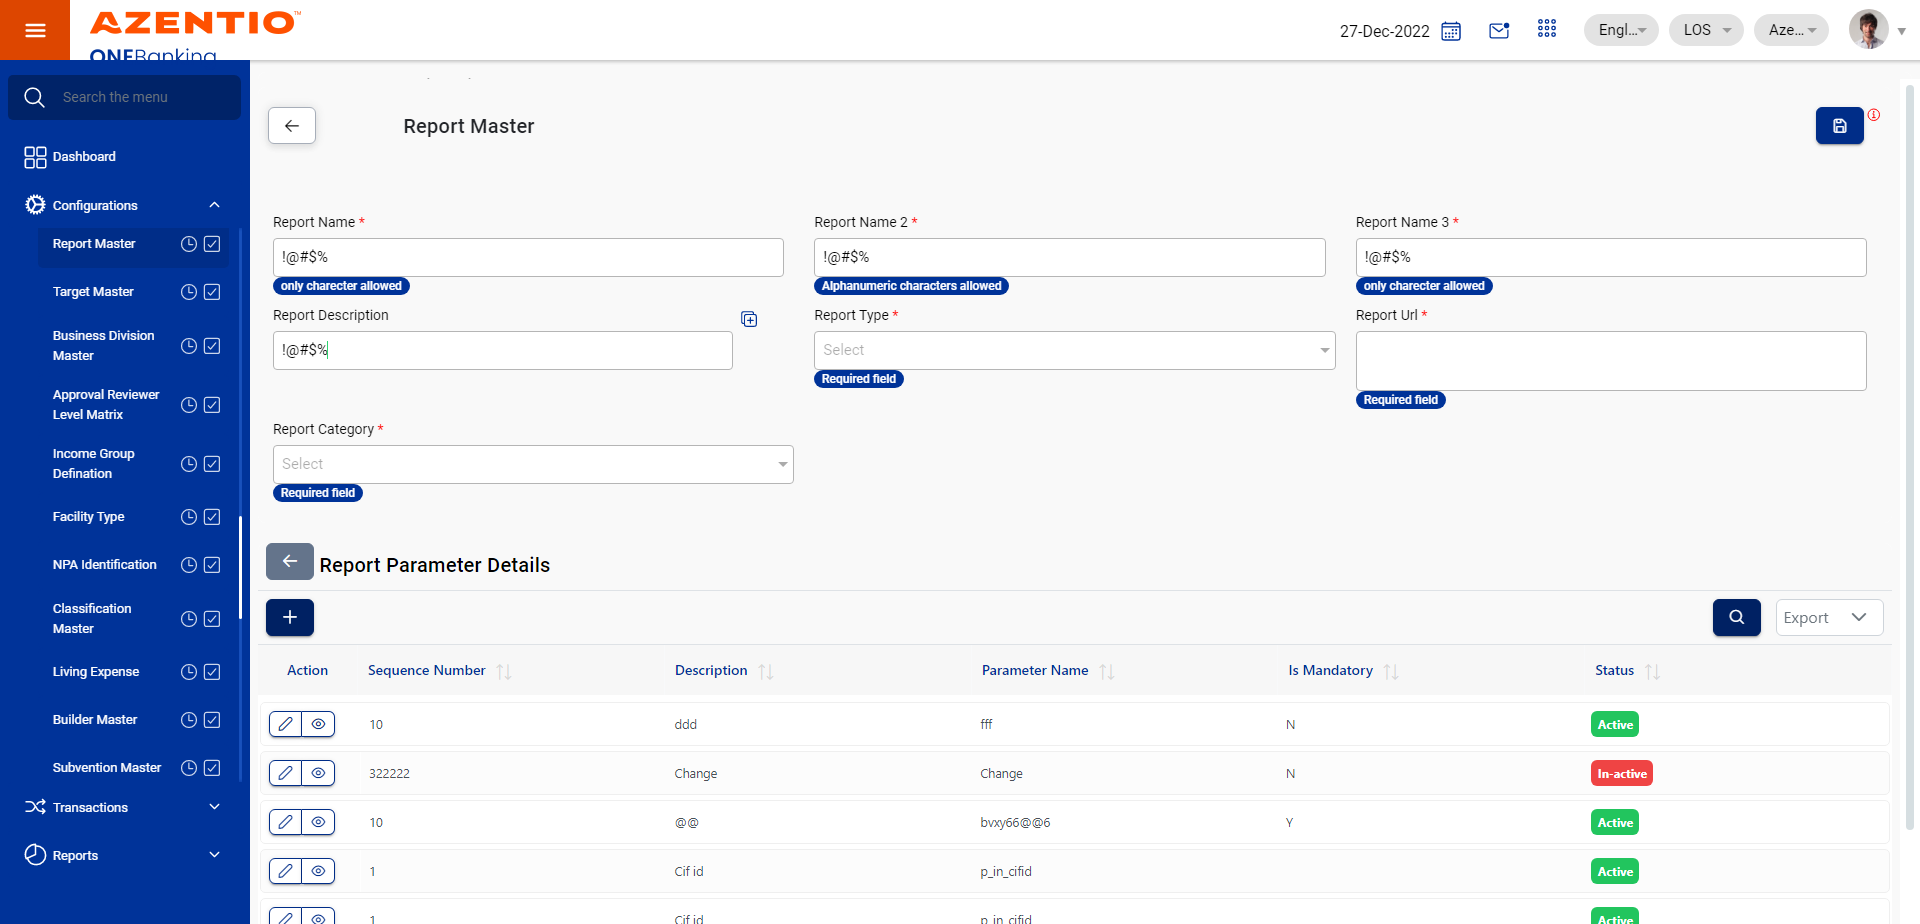 AZENTIO™
ONEBanking
27-Dec-2022
Engl...
LOS
Aze...
Search the menu
Dashboard
Configurations
Report Master
Target Master
Business Division
Master
Approval Reviewer
Level Matrix
Income Group
Defination
Facility Type
NPA Identification
Classification
Master
Living Expense
Builder Master
Subvention Master
Transactions
Reports
Report Master
Report Name *
Report Name 2 *
Report Name 3 *
!@#$%
!@#$%
!@#$%
only charecter allowed
Alphanumeric characters allowed
only charecter allowed
Report Description
Report Type *
Report Url *
!@#$%
Select
Required field
Required field
Report Category *
Select
Required field
Report Parameter Details
Export
Action Sequence Number Description Parameter Name Is Mandatory Status
10 ddd fff N Active
322222 Change Change N In-active
10 @@ bvxy66@@6 Y Active
1 Cif id p_in_cifid Active
1 Cif id p_in_cifid Active